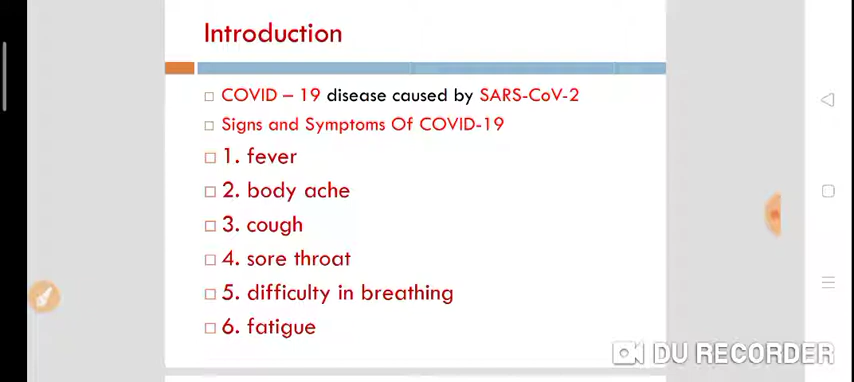 Introduction
COVID – 19 disease caused by SARS-CoV-2
Signs and Symptoms Of COVID-19
1. fever
2. body ache
3. cough
4. sore throat
5. difficulty in breathing
6. fatigue
DU RECORDER